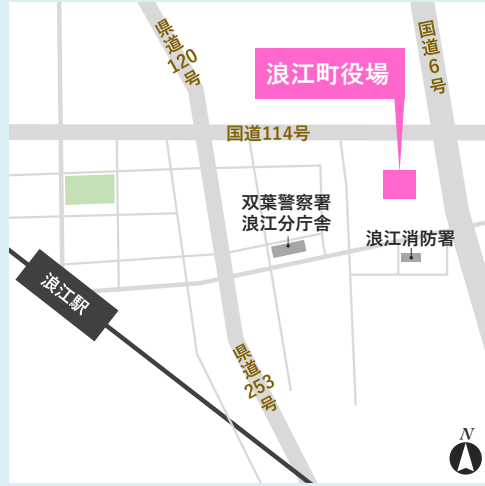 県道120号
国道6号
浪江町役場
国道114号
双葉警察署
浪江分庁舎
浪江消防署
浪江駅
県道253号
N